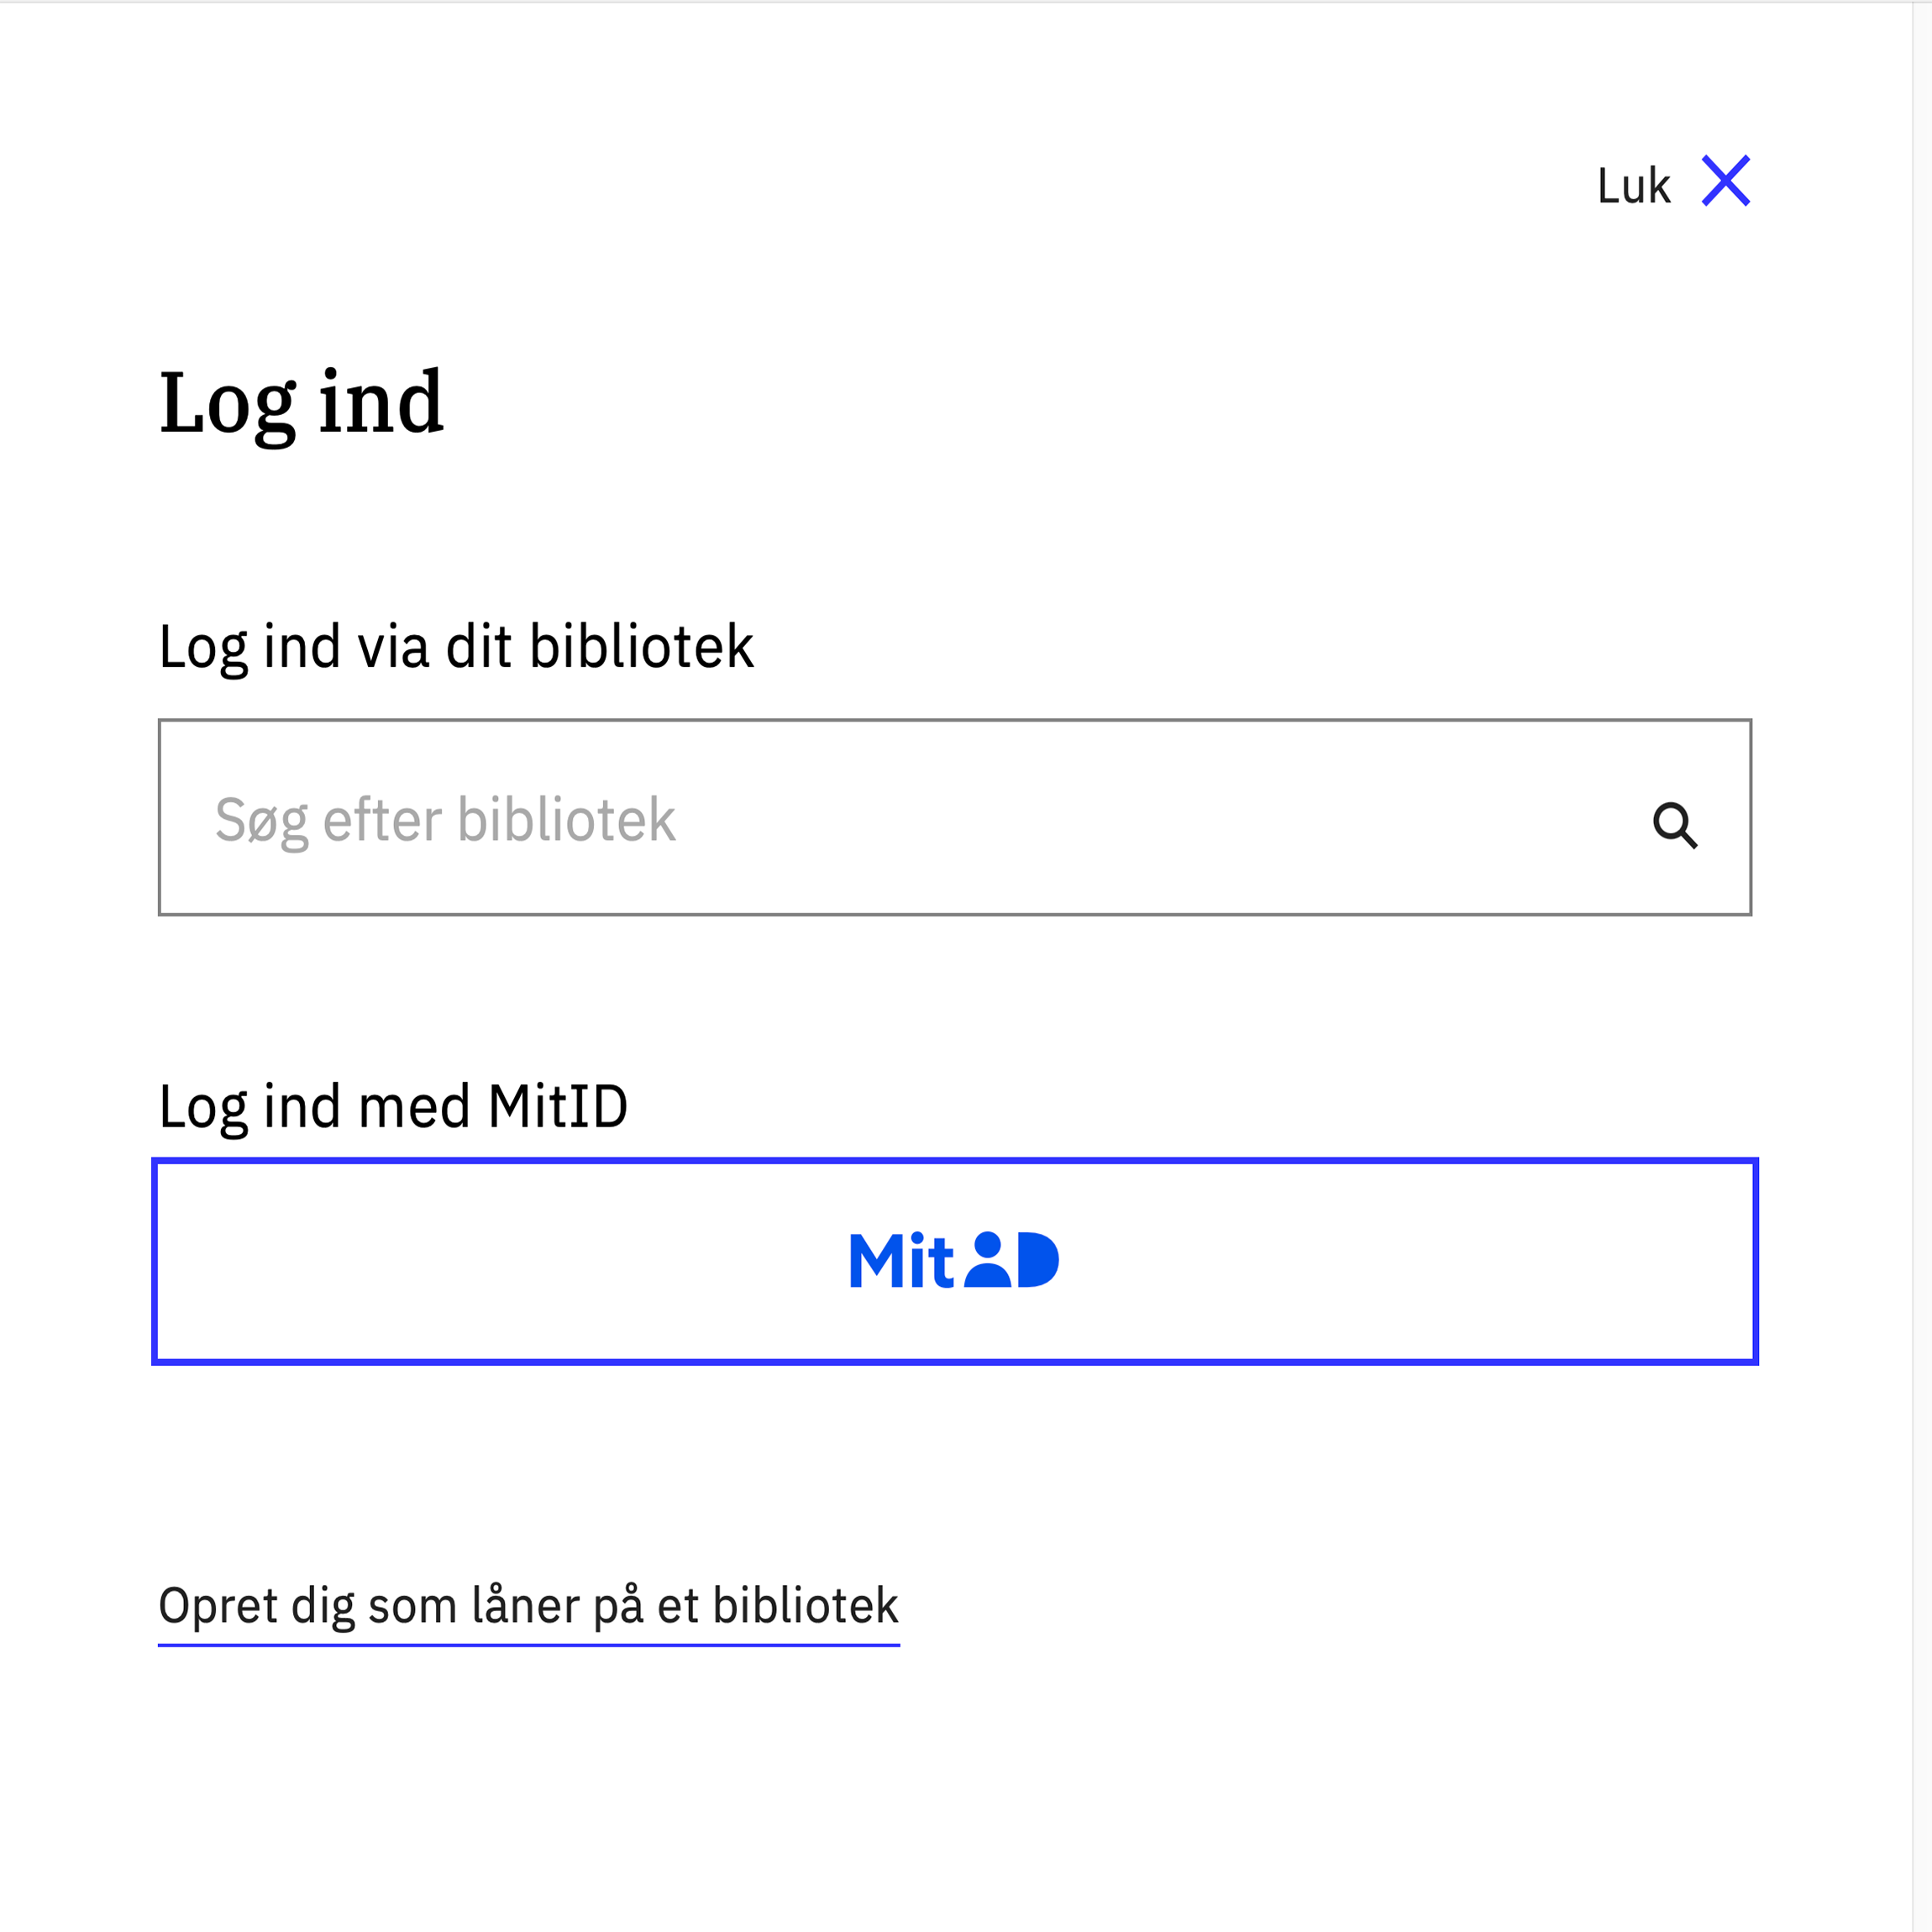 Luk
Log ind
Log ind via dit bibliotek
Søg efter bibliotek
Log ind med MitID
Mit D
Opret dig som låner på et bibliotek